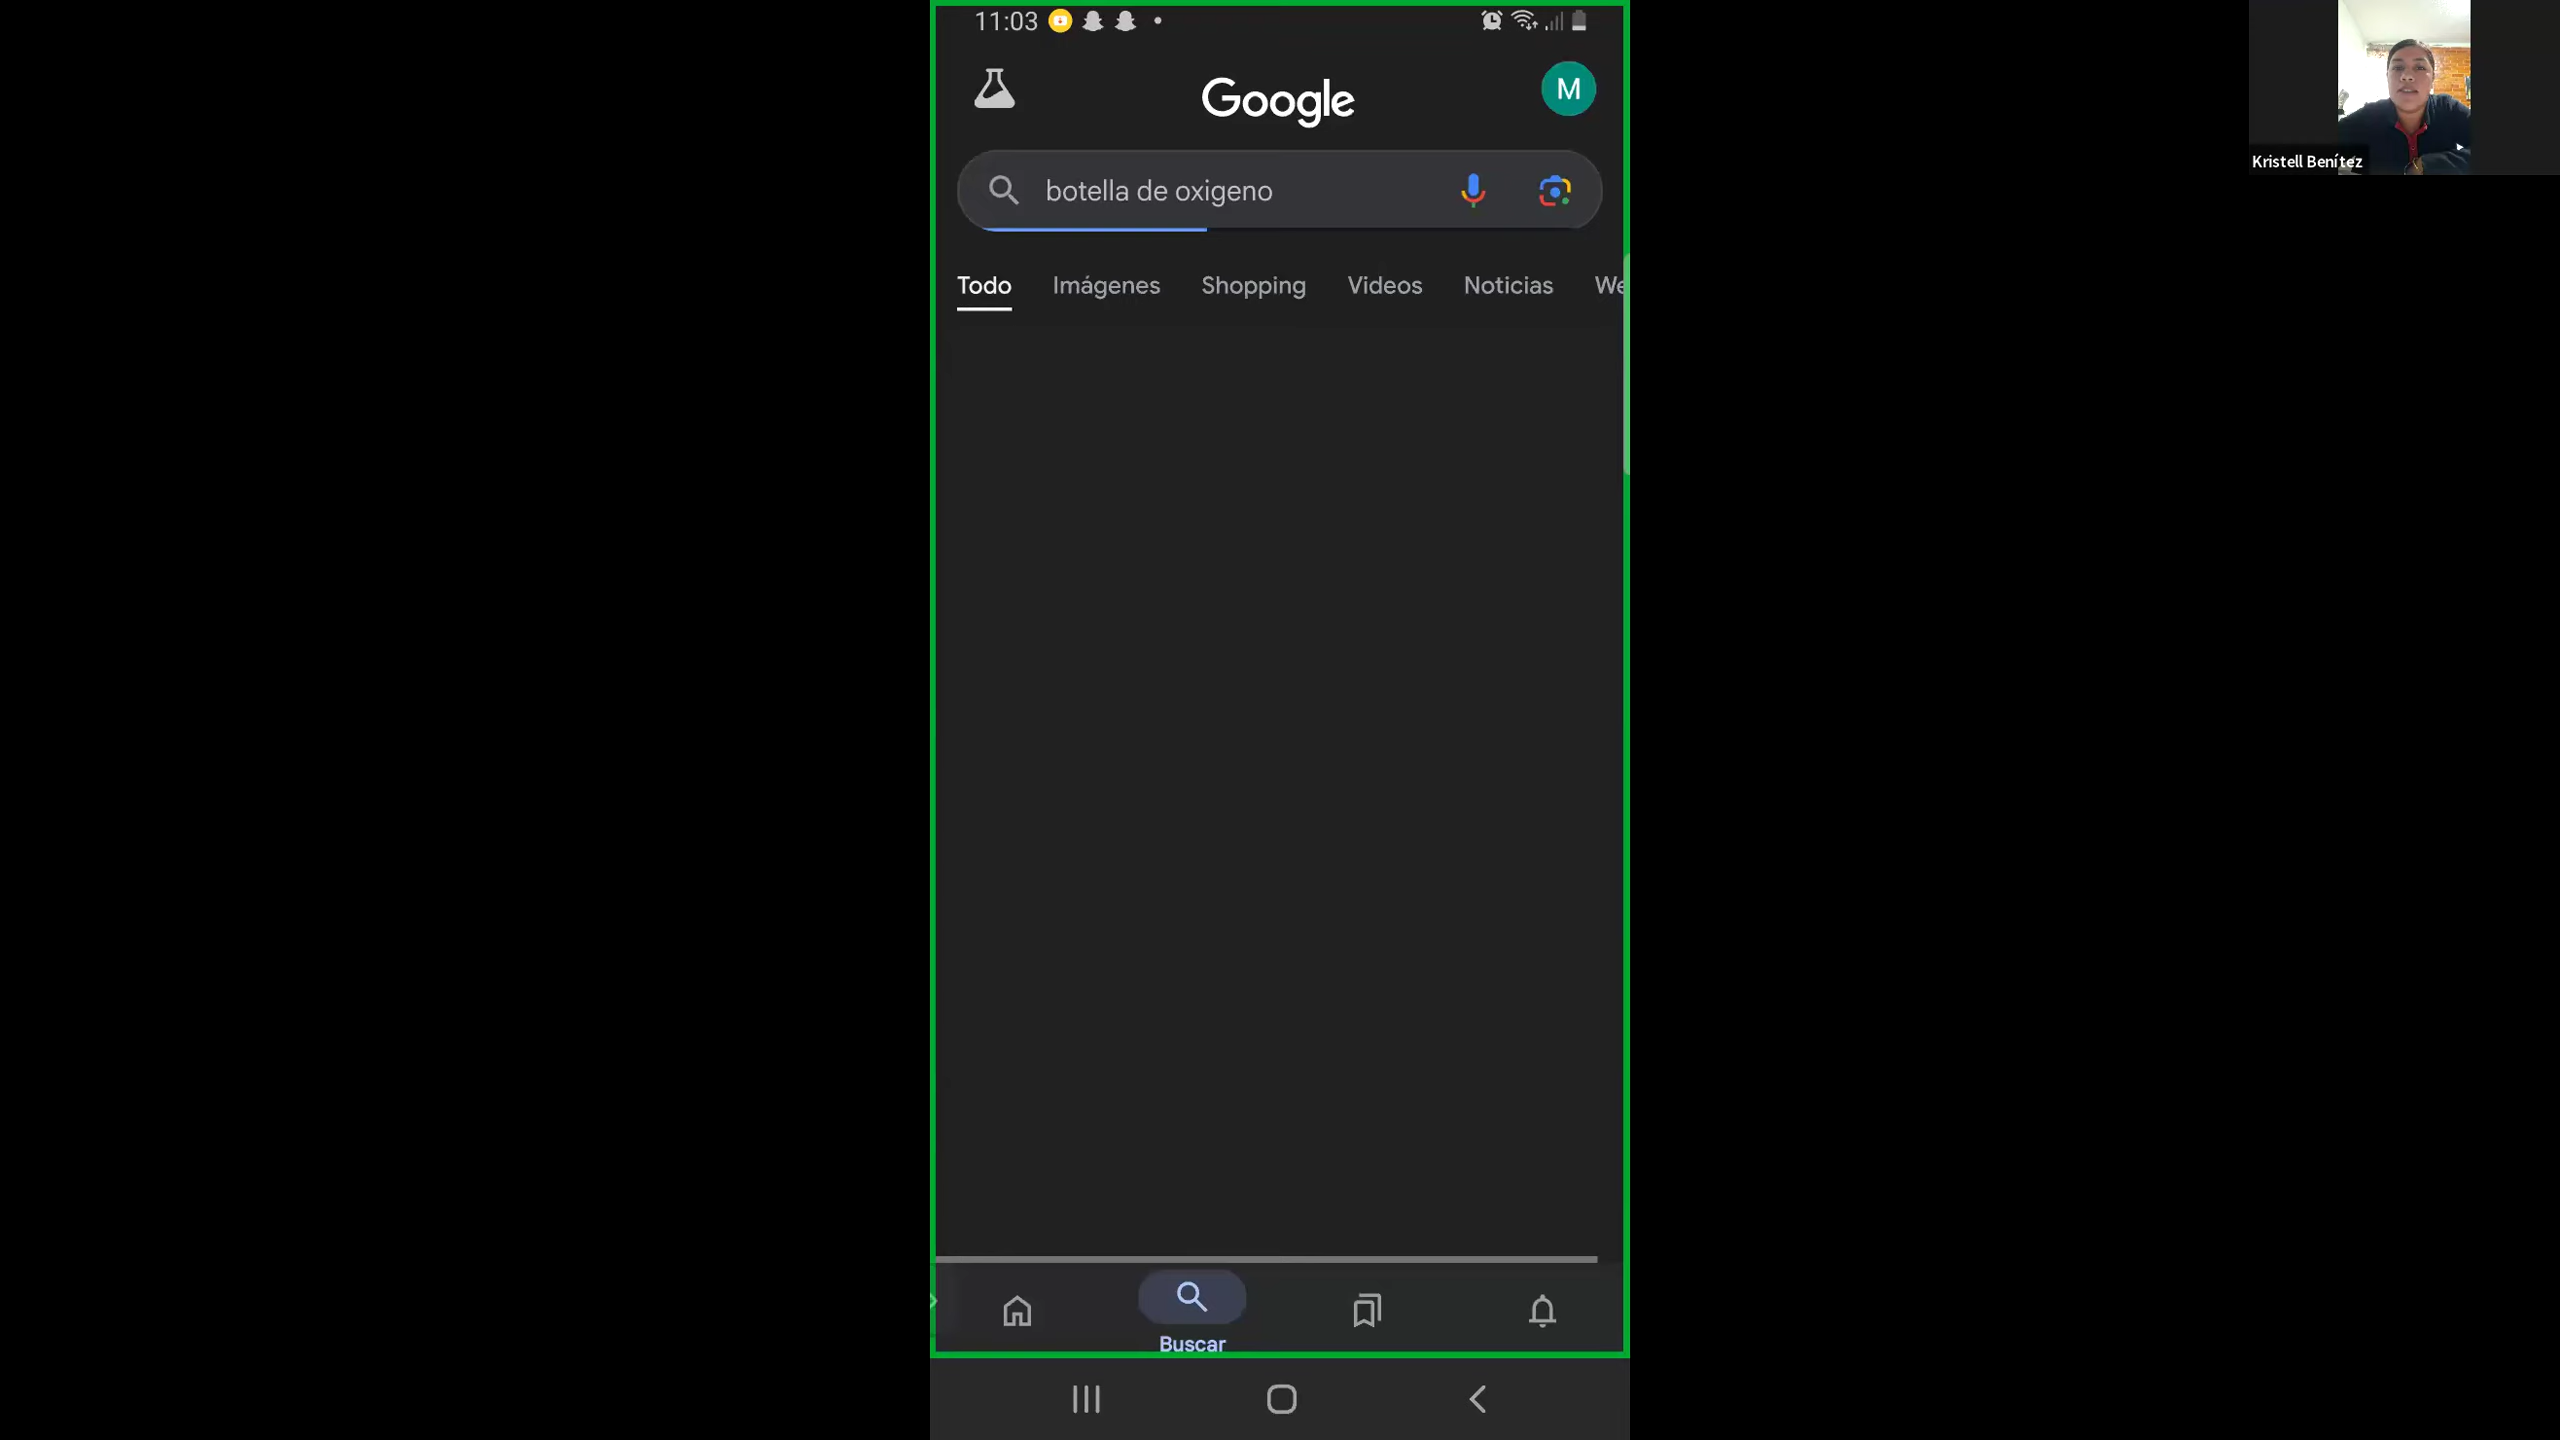 11:03
Google
M
botella de oxigeno
Todo Imágenes Shopping Videos Noticias We
Buscar
Kristell Benítez